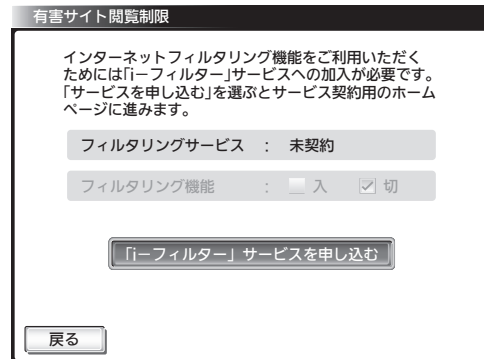 有害サイト閲覧制限
インターネットフィルタリング機能をご利用いただく
ためには｢i－フィルター｣サービスへの加入が必要です。
｢サービスを申し込む｣を選ぶとサービス契約用のホーム
ページに進みます。
フィルタリングサービス ： 未契約
フィルタリング機能 ： 入 切
「i－フィルター」サービスを申し込む
戻る